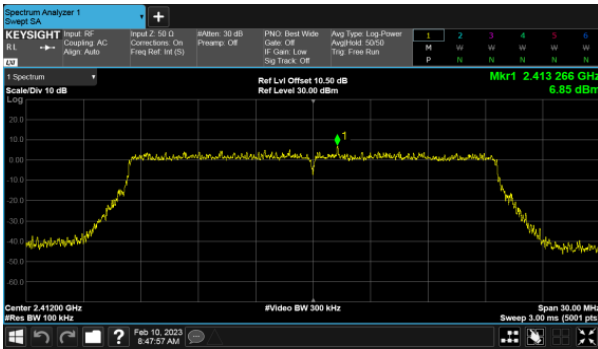 Spectrum Analyzer 1
Swept SA
+
KEYSIGHT
RL
LXI
Input: RF
Coupling: AC
Align: Auto
Input Z: 50 Ω
Corrections: On
Freq Ref: Int (S)
#Atten: 30 dB
Preamp: Off
PNO: Best Wide
Gate: Off
IF Gain: Low
Sig Track: Off
Avg Type: Log-Power
Avg|Hold: 50/50
Trig: Free Run
1 2 3 4 5 6
M W W W W W
P N N N N N
1 Spectrum
Scale/Div 10 dB
Ref Lvl Offset 10.50 dB
Ref Level 30.00 dBm
Mkr1 2.413 266 GHz
6.85 dBm
Log
20.0
10.0
0.00
-10.0
-20.0
-30.0
-40.0
-50.0
-60.0
1
Center 2.41200 GHz
#Res BW 100 kHz
#Video BW 300 kHz
Span 30.00 MHz
Sweep 3.00 ms (5001 pts)
?
Feb 10, 2023
8:47:57 AM